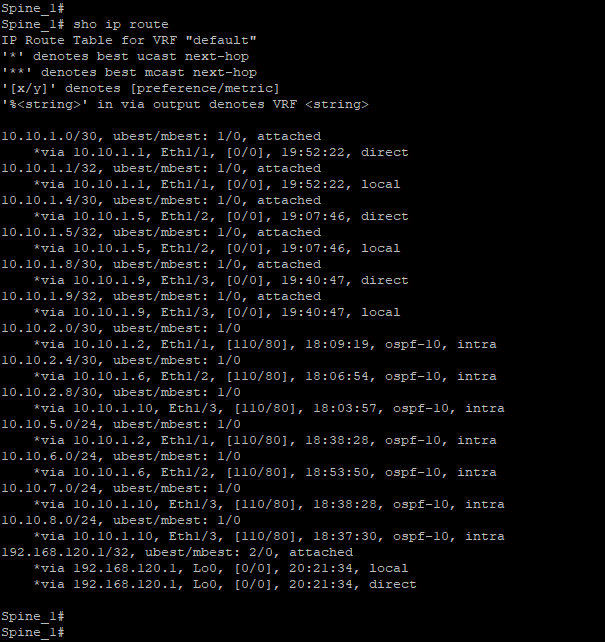 Spine_1#
Spine_1# sho ip route
IP Route Table for VRF "default"
'*' denotes best ucast next-hop
'**' denotes best mcast next-hop
'[x/y]' denotes [preference/metric]
'%<string>' in via output denotes VRF <string>

10.10.1.0/30, ubest/mbest: 1/0, attached
    *via 10.10.1.1, Eth1/1, [0/0], 19:52:22, direct
10.10.1.1/32, ubest/mbest: 1/0, attached
    *via 10.10.1.1, Eth1/1, [0/0], 19:52:22, local
10.10.1.4/30, ubest/mbest: 1/0, attached
    *via 10.10.1.5, Eth1/2, [0/0], 19:07:46, direct
10.10.1.5/32, ubest/mbest: 1/0, attached
    *via 10.10.1.5, Eth1/2, [0/0], 19:07:46, local
10.10.1.8/30, ubest/mbest: 1/0, attached
    *via 10.10.1.9, Eth1/3, [0/0], 19:40:47, direct
10.10.1.9/32, ubest/mbest: 1/0, attached
    *via 10.10.1.9, Eth1/3, [0/0], 19:40:47, local
10.10.2.0/30, ubest/mbest: 1/0
    *via 10.10.1.2, Eth1/1, [110/80], 18:09:19, ospf-10, intra
10.10.2.4/30, ubest/mbest: 1/0
    *via 10.10.1.6, Eth1/2, [110/80], 18:06:54, ospf-10, intra
10.10.2.8/30, ubest/mbest: 1/0
    *via 10.10.1.10, Eth1/3, [110/80], 18:03:57, ospf-10, intra
10.10.5.0/24, ubest/mbest: 1/0
    *via 10.10.1.2, Eth1/1, [110/80], 18:38:28, ospf-10, intra
10.10.6.0/24, ubest/mbest: 1/0
    *via 10.10.1.6, Eth1/2, [110/80], 18:53:50, ospf-10, intra
10.10.7.0/24, ubest/mbest: 1/0
    *via 10.10.1.10, Eth1/3, [110/80], 18:38:28, ospf-10, intra
10.10.8.0/24, ubest/mbest: 1/0
    *via 10.10.1.10, Eth1/3, [110/80], 18:37:30, ospf-10, intra
192.168.120.1/32, ubest/mbest: 2/0, attached
    *via 192.168.120.1, Lo0, [0/0], 20:21:34, local
    *via 192.168.120.1, Lo0, [0/0], 20:21:34, direct

Spine_1#
Spine_1#